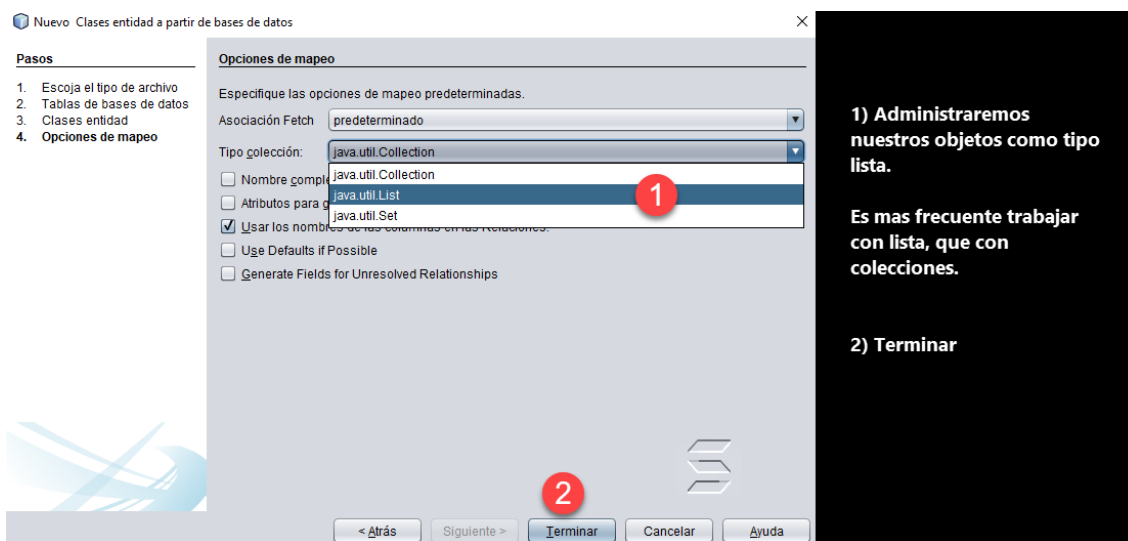 Nuevo Clases entidad a partir de bases de datos
Pasos
1. Escoja el tipo de archivo
2. Tablas de bases de datos
3. Clases entidad
4. Opciones de mapeo
Opciones de mapeo
Especifique las opciones de mapeo predeterminadas.
Asociación Fetch predeterminado
Tipo colección: java.util.Collection
java.util.Collection
Nombre
java.util.List
1
Atributos para
java.util.Set
Usar los nombres de las columnas en las Relaciones.
Use Defaults if Possible
Generate Fields for Unresolved Relationships
2
< Atrás
Siguiente >
Terminar
Cancelar
Ayuda
1) Administraremos
nuestros objetos como tipo
lista.
Es mas frecuente trabajar
con lista, que con
colecciones.
2) Terminar